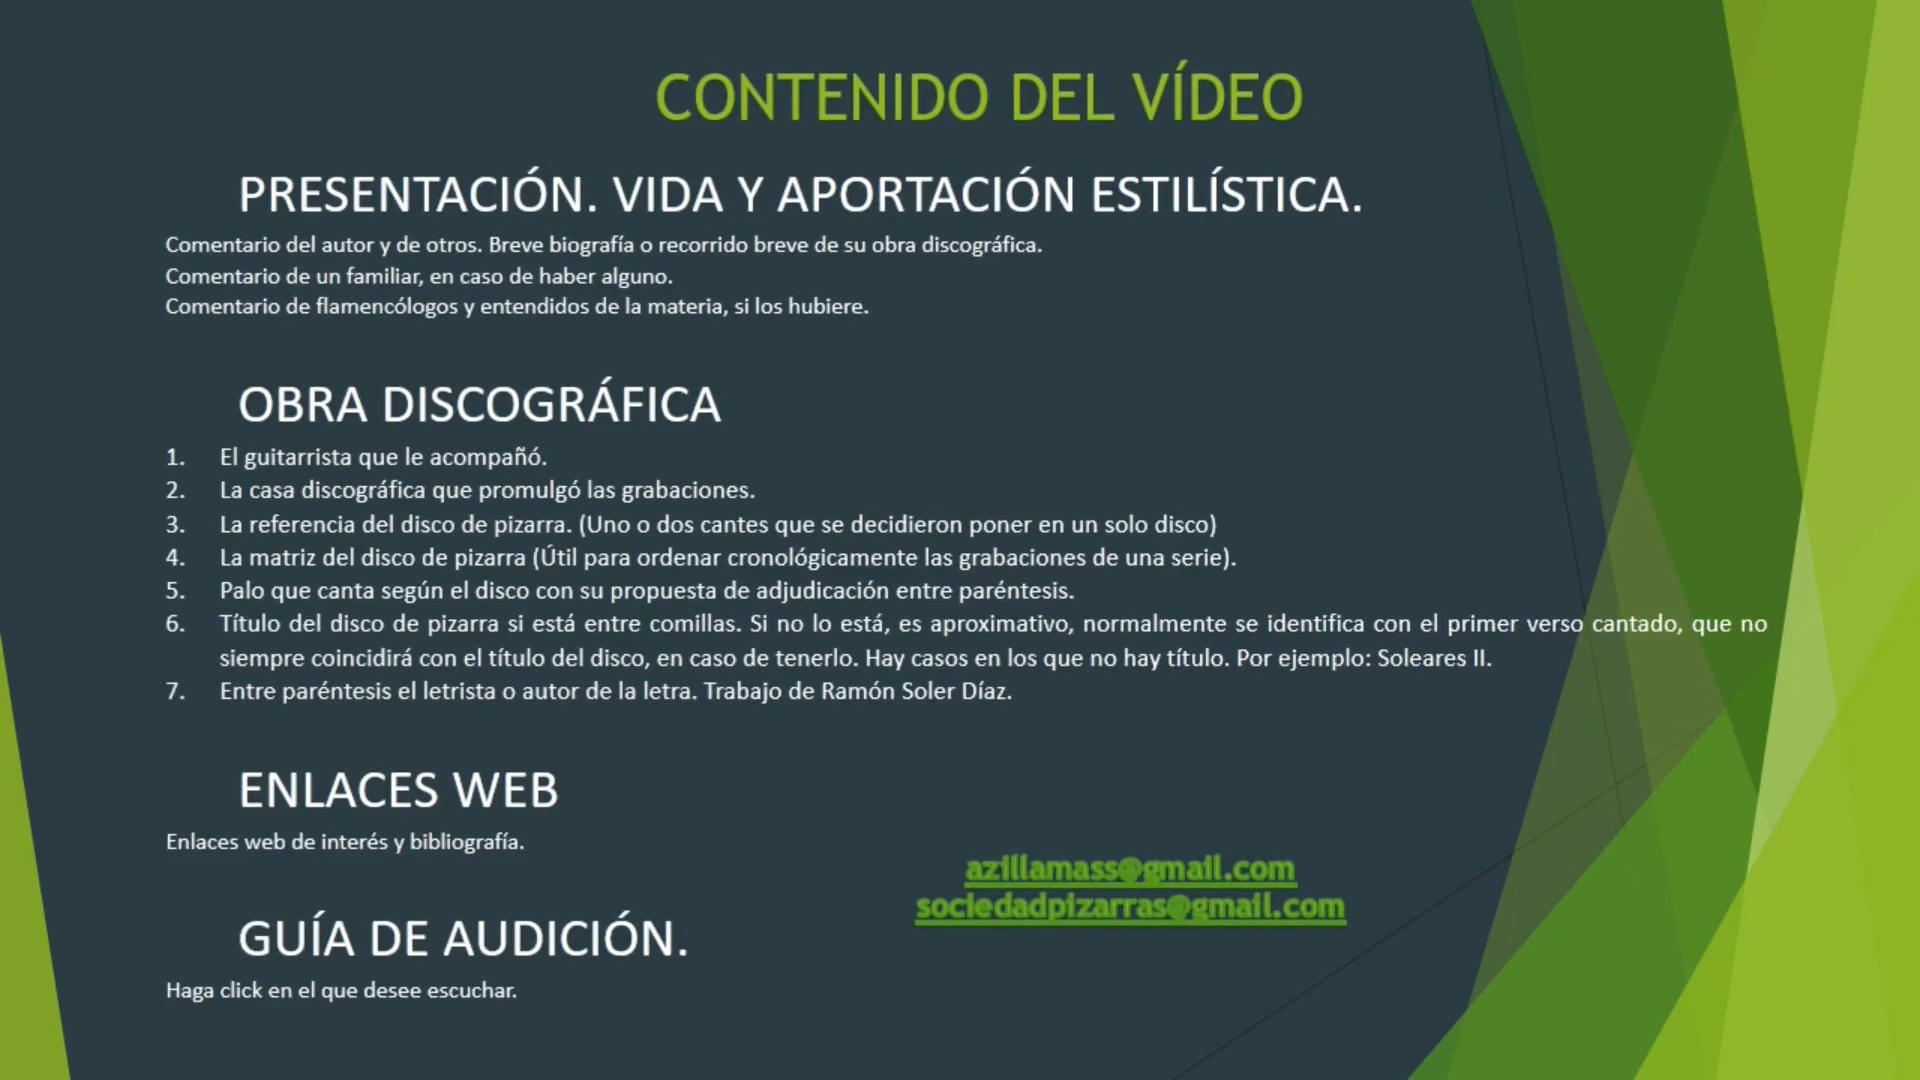 CONTENIDO DEL VÍDEO
PRESENTACIÓN. VIDA Y APORTACIÓN ESTILÍSTICA.
Comentario del autor y de otros. Breve biografía o recorrido breve de su obra discográfica.
Comentario de un familiar, en caso de haber alguno.
Comentario de flamencólogos y entendidos de la materia, si los hubiere.
OBRA DISCOGRÁFICA
1. El guitarrista que le acompañó.
2. La casa discográfica que promulgó las grabaciones.
3. La referencia del disco de pizarra. (Uno o dos cantes que se decidieron poner en un solo disco)
4. La matriz del disco de pizarra (Útil para ordenar cronológicamente las grabaciones de una serie).
5. Palo que canta según el disco con su propuesta de adjudicación entre paréntesis.
6. Título del disco de pizarra si está entre comillas. Si no lo está, es aproximativo, normalmente se identifica con el primer verso cantado, que no
siempre coincidirá con el título del disco, en caso de tenerlo. Hay casos en los que no hay título. Por ejemplo: Soleares II.
7. Entre paréntesis el letrista o autor de la letra. Trabajo de Ramón Soler Díaz.
ENLACES WEB
Enlaces web de interés y bibliografía.
azillamass@gmail.com
sociedadpizarras@gmail.com
GUÍA DE AUDICIÓN.
Haga click en el que desee escuchar.